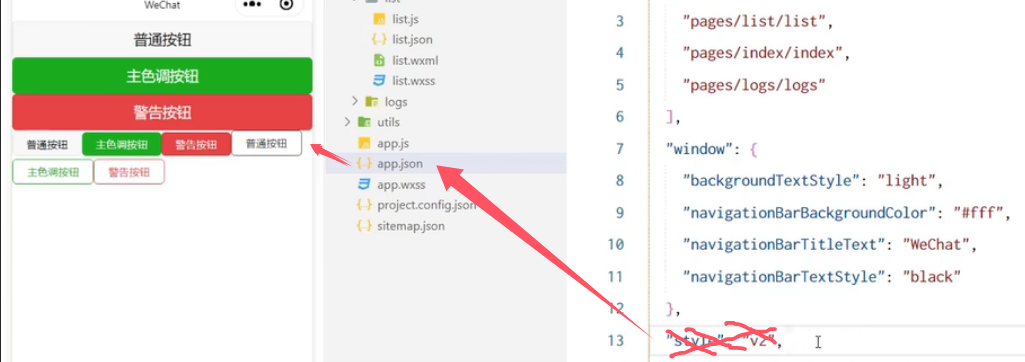 WeChat
普通按钮
主色调按钮
警告按钮
普通按钮 主色调按钮 警告按钮 普通按钮
主色调按钮 警告按钮
list
list.js
list.json
list.wxml
list.wxss
logs
utils
app.js
app.json
app.wxss
project.config.json
sitemap.json
3 "pages/list/list",
4 "pages/index/index",
5 "pages/logs/logs"
6 ],
7 "window": {
8 "backgroundTextStyle": "light",
9 "navigationBarBackgroundColor": "#fff",
10 "navigationBarTitleText": "WeChat",
11 "navigationBarTextStyle": "black"
12 },
13 "style": "v2",